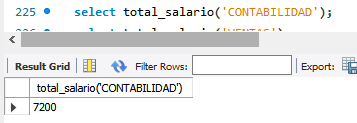 225 select total_salario('CONTABILIDAD');
Result Grid Filter Rows: Export:
total_salario('CONTABILIDAD')
7200